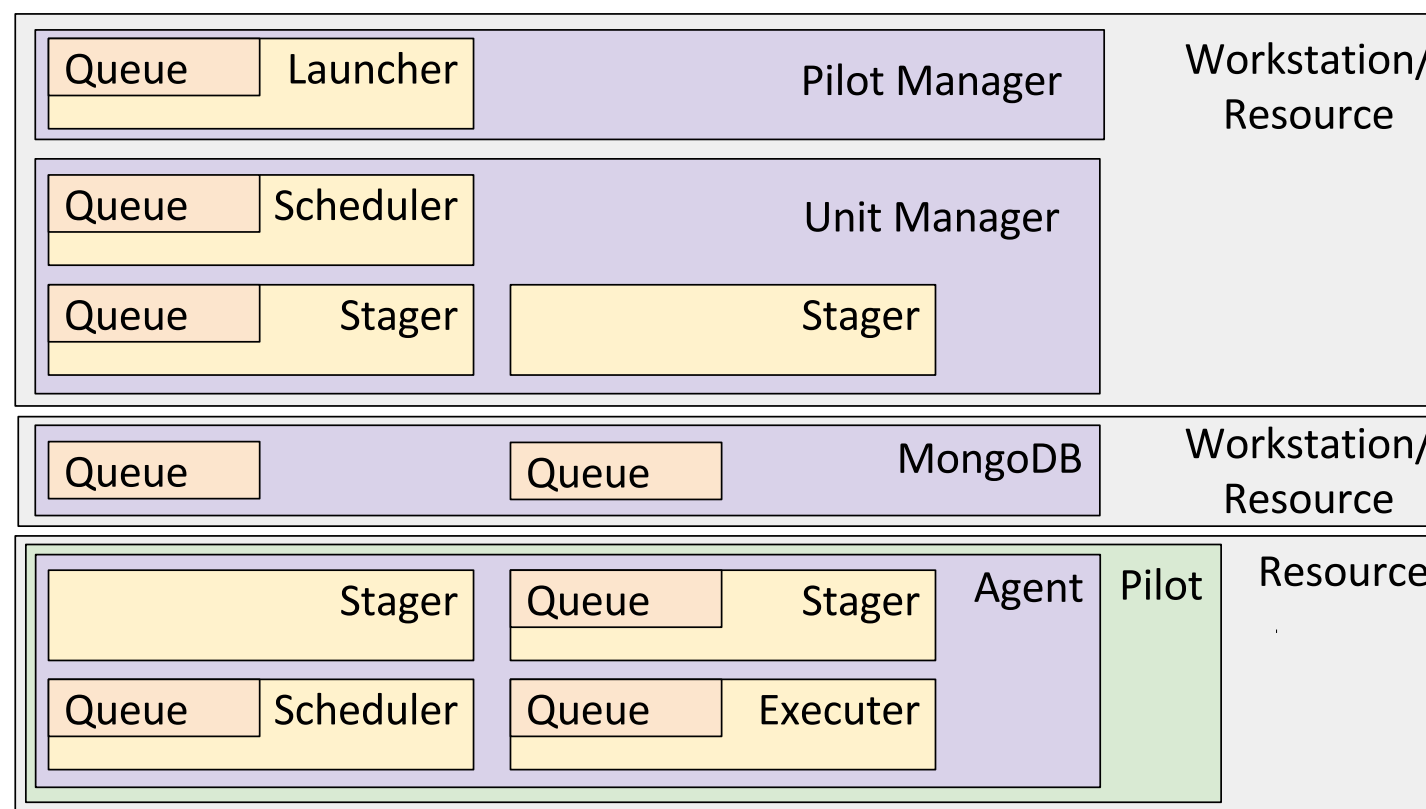 Queue Launcher Pilot Manager Workstation/
Resource
Queue Scheduler Unit Manager
Queue Stager Stager
Queue Queue MongoDB Workstation/
Resource
Stager Queue Stager Agent Pilot Resource
Queue Scheduler Queue Executer